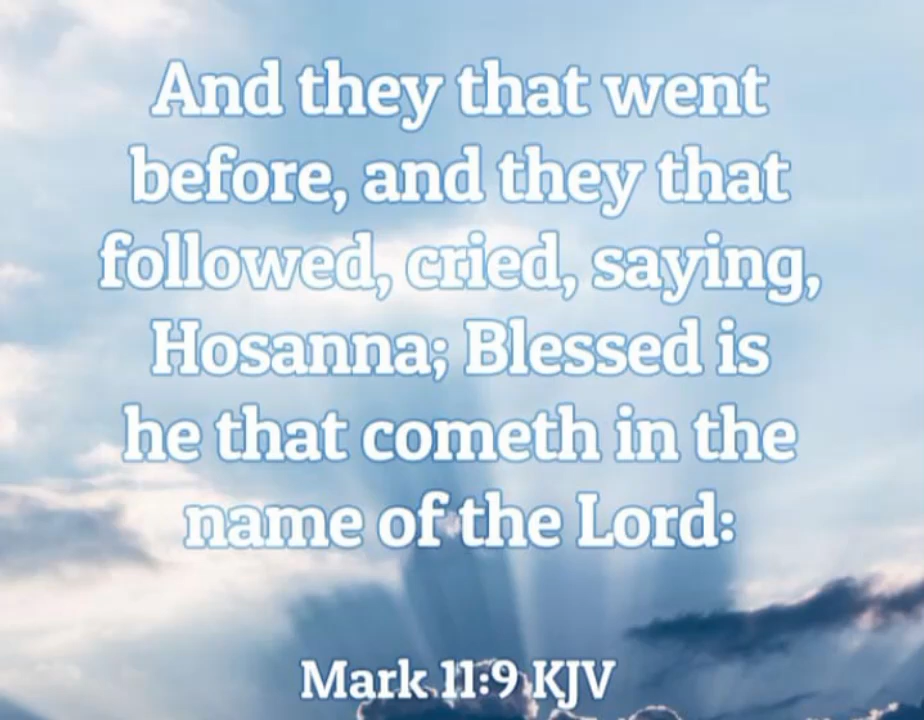 And they that went
before, and they that
followed, cried, saying,
Hosanna; Blessed is
he that cometh in the
name of the Lord:
Mark 11:9 KJV